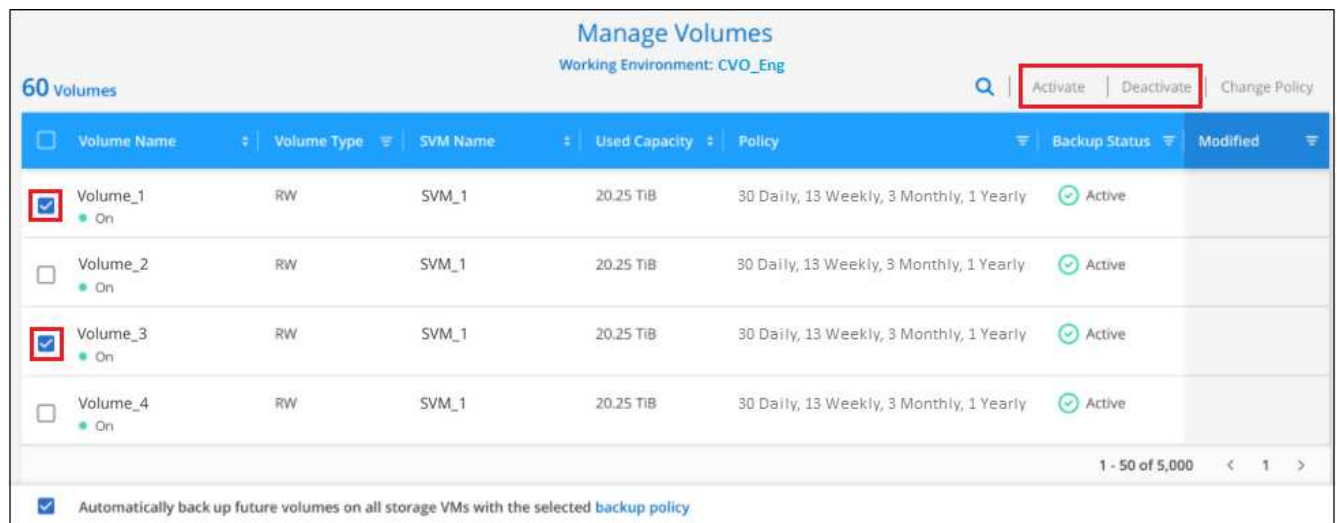 Manage Volumes
Working Environment: CVO_Eng
60 Volumes
Activate | Deactivate | Change Policy
Volume Name Volume Type SVM Name Used Capacity Policy Backup Status Modified
Volume_1 RW SVM_1 20.25 TiB 30 Daily, 13 Weekly, 3 Monthly, 1 Yearly Active
On
Volume_2 RW SVM_1 20.25 TiB 30 Daily, 13 Weekly, 3 Monthly, 1 Yearly Active
On
Volume_3 RW SVM_1 20.25 TiB 30 Daily, 13 Weekly, 3 Monthly, 1 Yearly Active
On
Volume_4 RW SVM_1 20.25 TiB 30 Daily, 13 Weekly, 3 Monthly, 1 Yearly Active
On
1 - 50 of 5,000 < 1 >
Automatically back up future volumes on all storage VMs with the selected backup policy